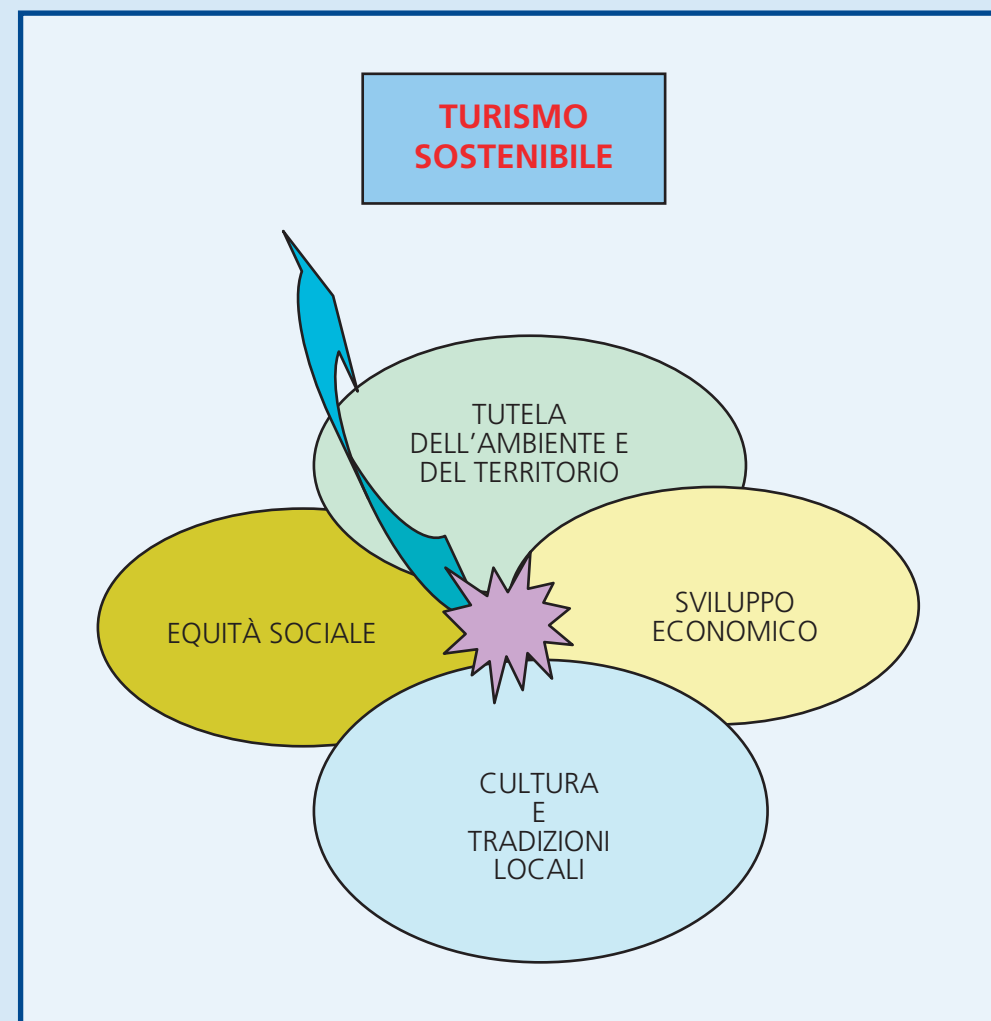 TURISMO
SOSTENIBILE
TUTELA
DELL'AMBIENTE E
DEL TERRITORIO
EQUITÀ SOCIALE
SVILUPPO
ECONOMICO
CULTURA
E
TRADIZIONI
LOCALI